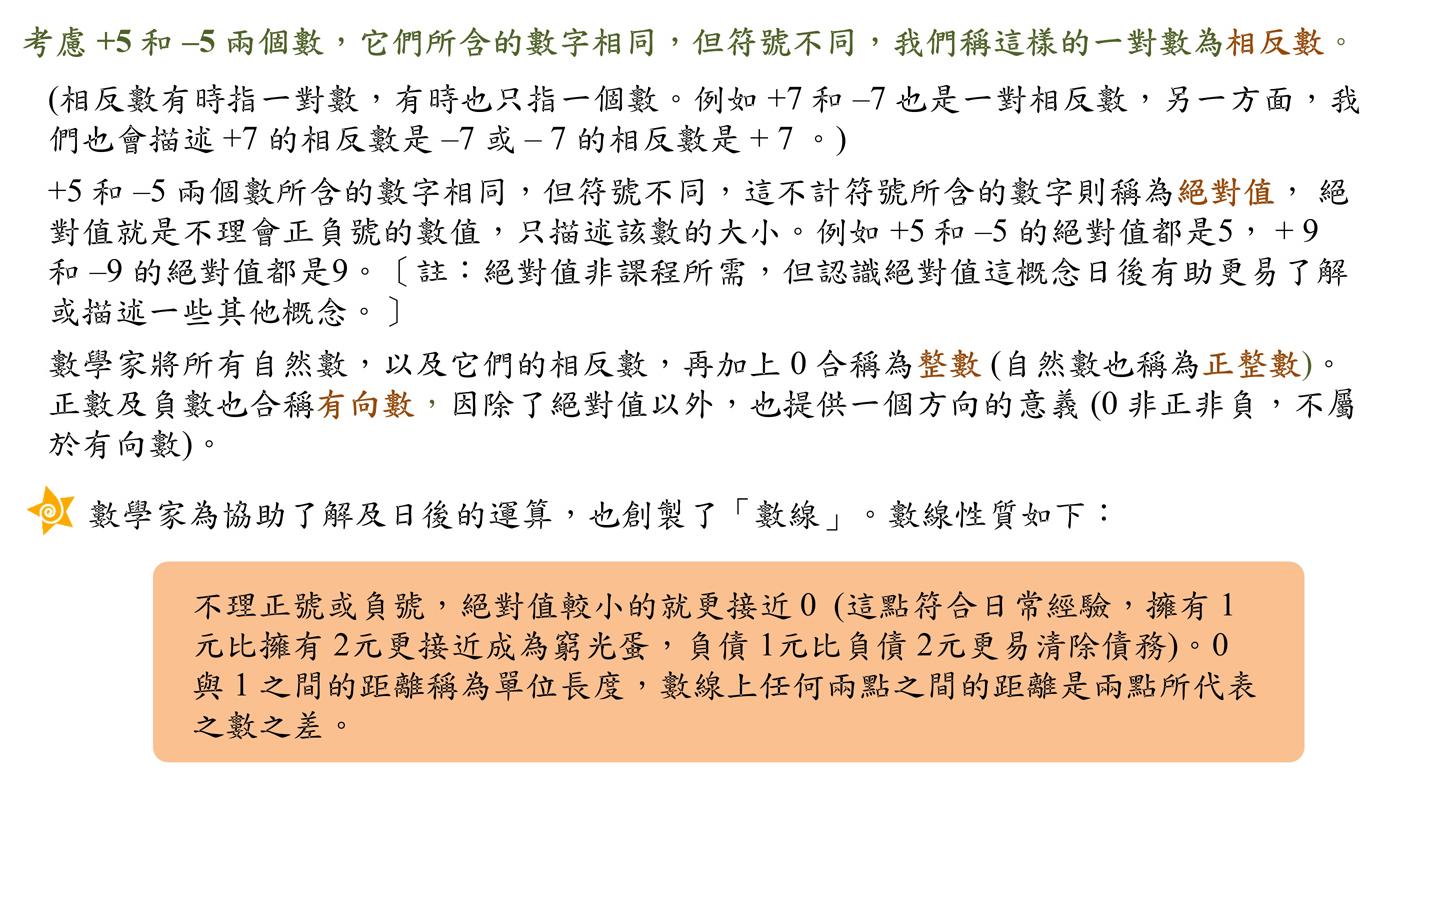 考慮 +5 和 –5 兩個數，它們所含的數字相同，但符號不同，我們稱這樣的一對數為相反數。
(相反數有時指一對數，有時也只指一個數。例如 +7 和 –7 也是一對相反數，另一方面，我
們也會描述 +7 的相反數是 –7 或 – 7 的相反數是 + 7 。)
+5 和 –5 兩個數所含的數字相同，但符號不同，這不計符號所含的數字則稱為絕對值， 絕
對值就是不理會正負號的數值，只描述該數的大小。例如 +5 和 –5 的絕對值都是5， + 9
和 –9 的絕對值都是9。〔 註：絕對值非課程所需，但認識絕對值這概念日後有助更易了解
或描述一些其他概念。〕
數學家將所有自然數，以及它們的相反數，再加上 0 合稱為整數 (自然數也稱為正整數)。
正數及負數也合稱有向數，因除了絕對值以外，也提供一個方向的意義 (0 非正非負，不屬
於有向數)。
數學家為協助了解及日後的運算，也創製了「數線」。數線性質如下：
不理正號或負號，絕對值較小的就更接近 0 (這點符合日常經驗，擁有 1
元比擁有 2元更接近成為窮光蛋，負債 1元比負債 2元更易清除債務)。0
與 1 之間的距離稱為單位長度，數線上任何兩點之間的距離是兩點所代表
之數之差。